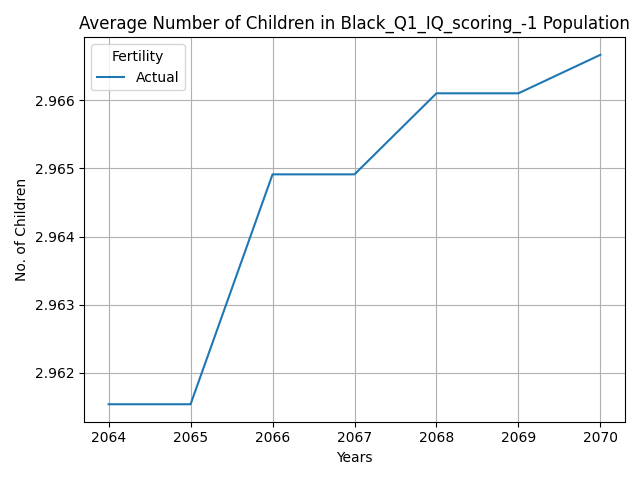 Average Number of Children in Black_Q1_IQ_scoring_-1 Population
Fertility
Actual
2.966
2.965
2.964
2.963
2.962
No. of Children
2064 2065 2066 2067 2068 2069 2070
Years